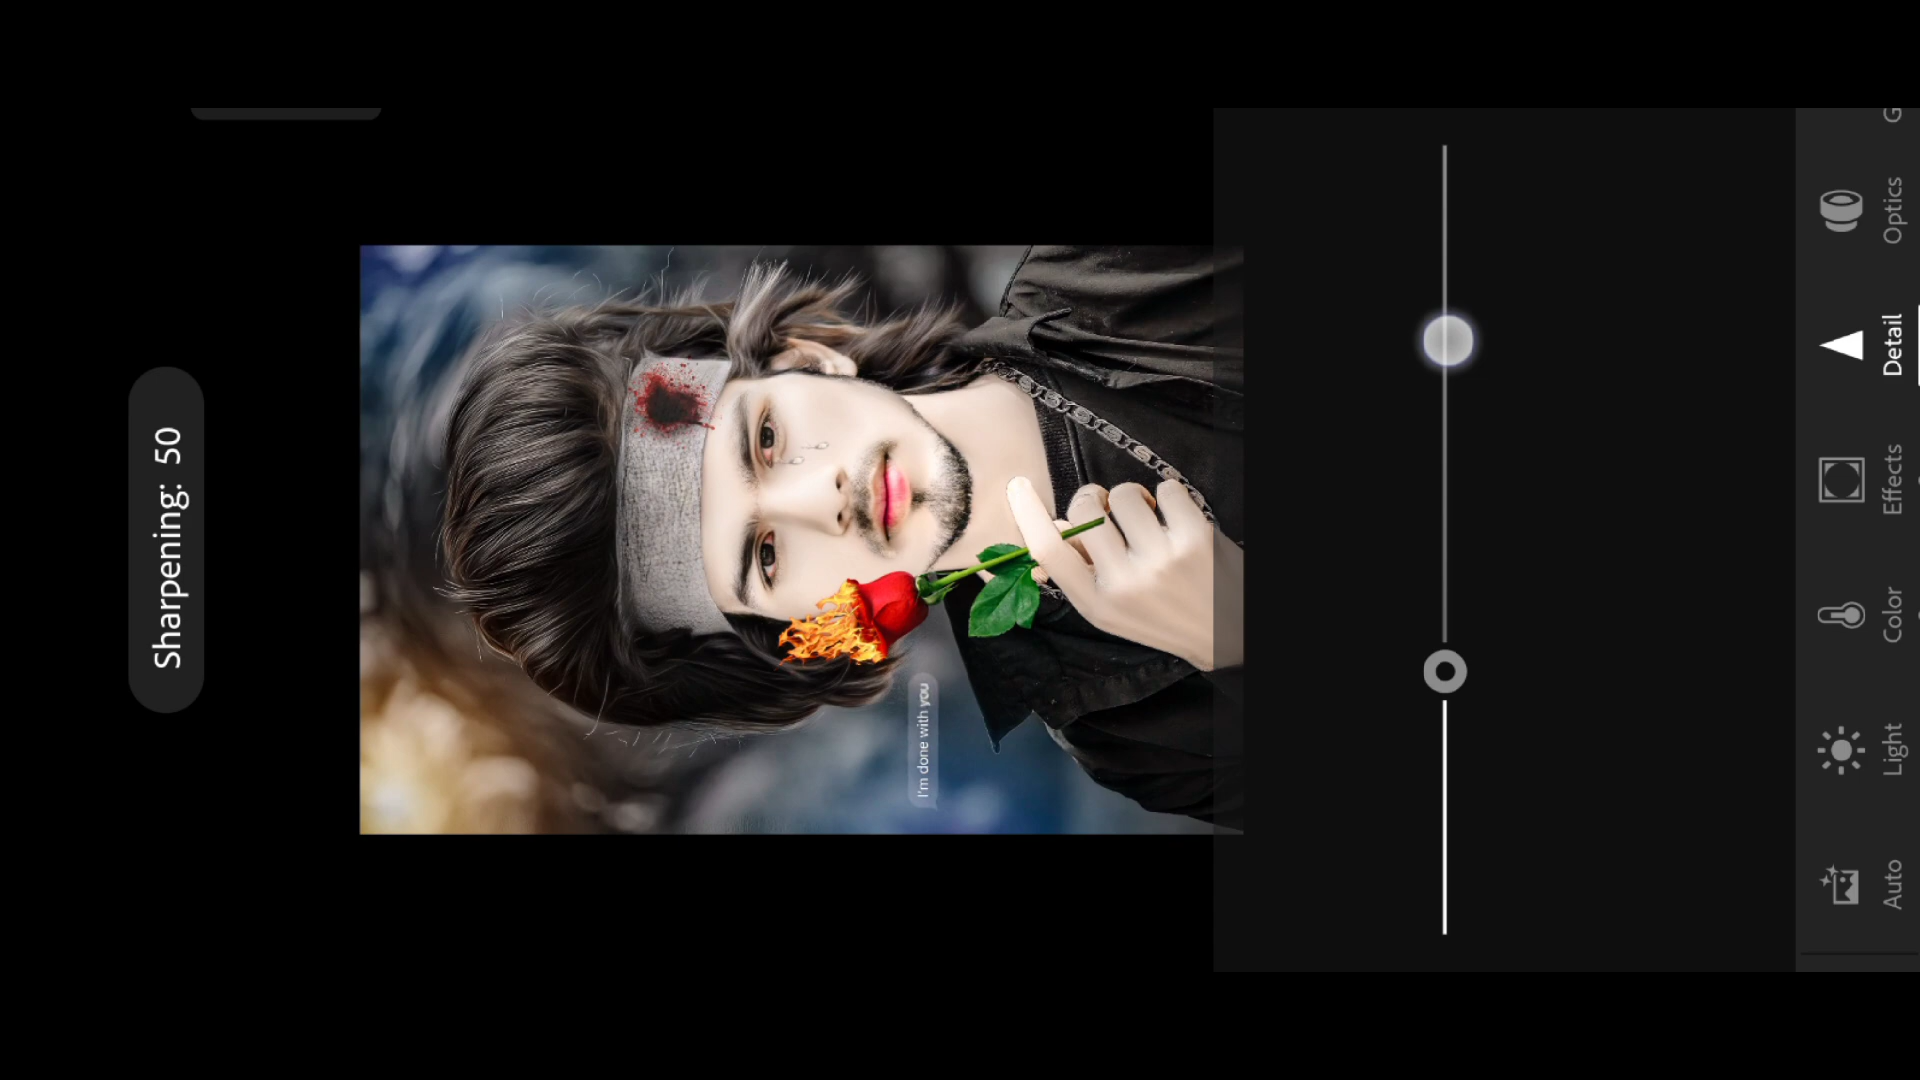 Sharpening: 50
I'm done with you
Auto
Light
Color
Effects
Detail
Optics